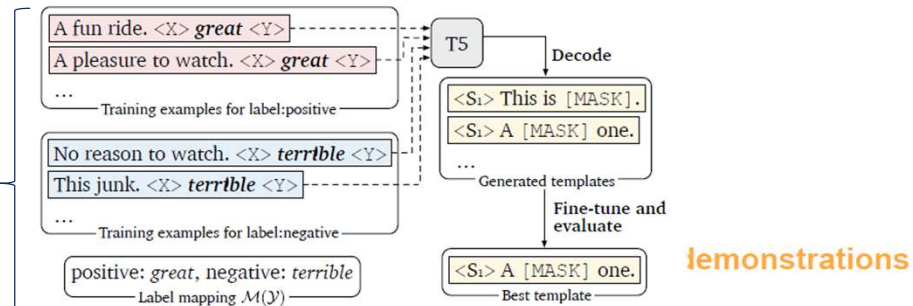 A fun ride. <X> great <Y>
A pleasure to watch. <X> great <Y>
...
Training examples for label:positive
No reason to watch. <X> terrible <Y>
This junk. <X> terrible <Y>
...
Training examples for label:negative
positive: great, negative: terrible
Label mapping M(Y)
T5
Decode
<S₁> This is [MASK].
<S₁> A [MASK] one.
...
Generated templates
Fine-tune and
evaluate
<S₁> A [MASK] one.
Best template
demonstrations